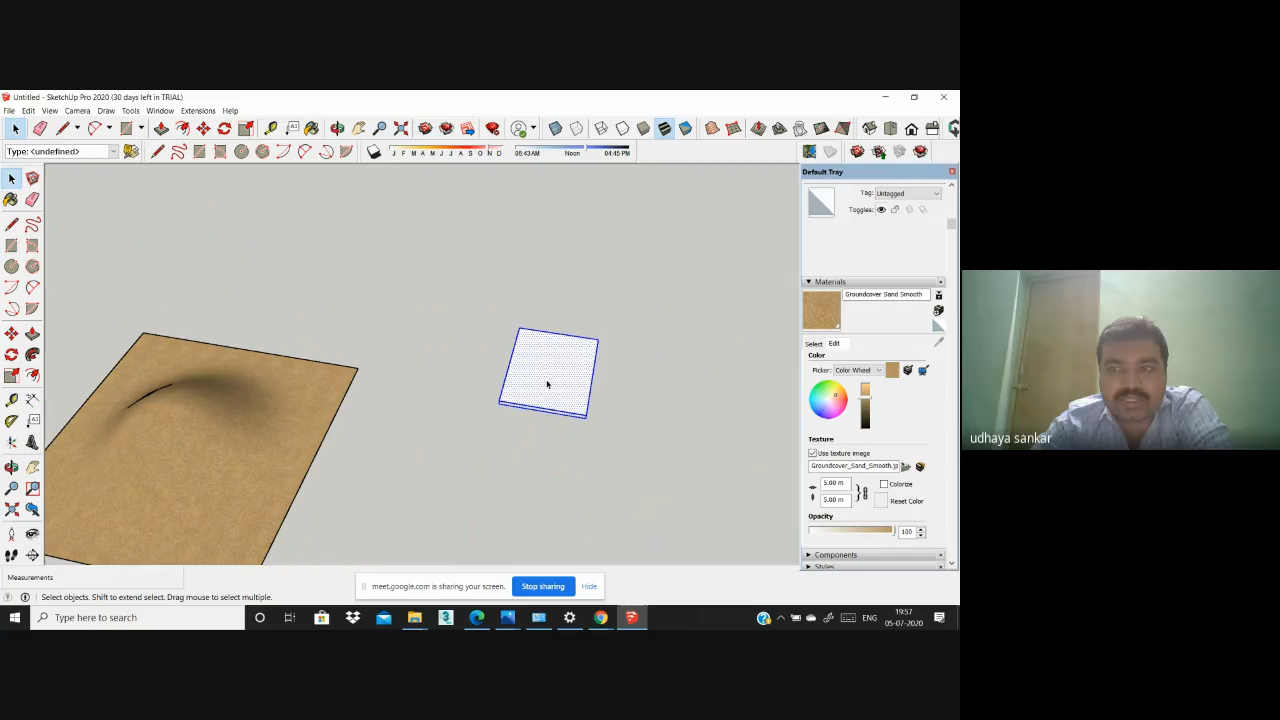 Untitled - SketchUp Pro 2020 (30 days left in TRIAL)
File Edit View Camera Draw Tools Window Extensions Help
Type: <undefined>
J F M A M J J A S O N D
06:43 AM Noon 04:45 PM
Default Tray
Tag: Untagged
Toggles:
Materials
Groundcover Sand Smooth
Select Edit
Color
Picker: Color Wheel
Texture
Use texture image
Groundcover_Sand_Smooth.jp
5.00 m
Colorize
5.00 m
Reset Color
Opacity
100
Components
Styles
Measurements
meet.google.com is sharing your screen. Stop sharing Hide
Select objects. Shift to extend select. Drag mouse to select multiple.
Type here to search
ENG
19:57
05-07-2020
udhaya sankar